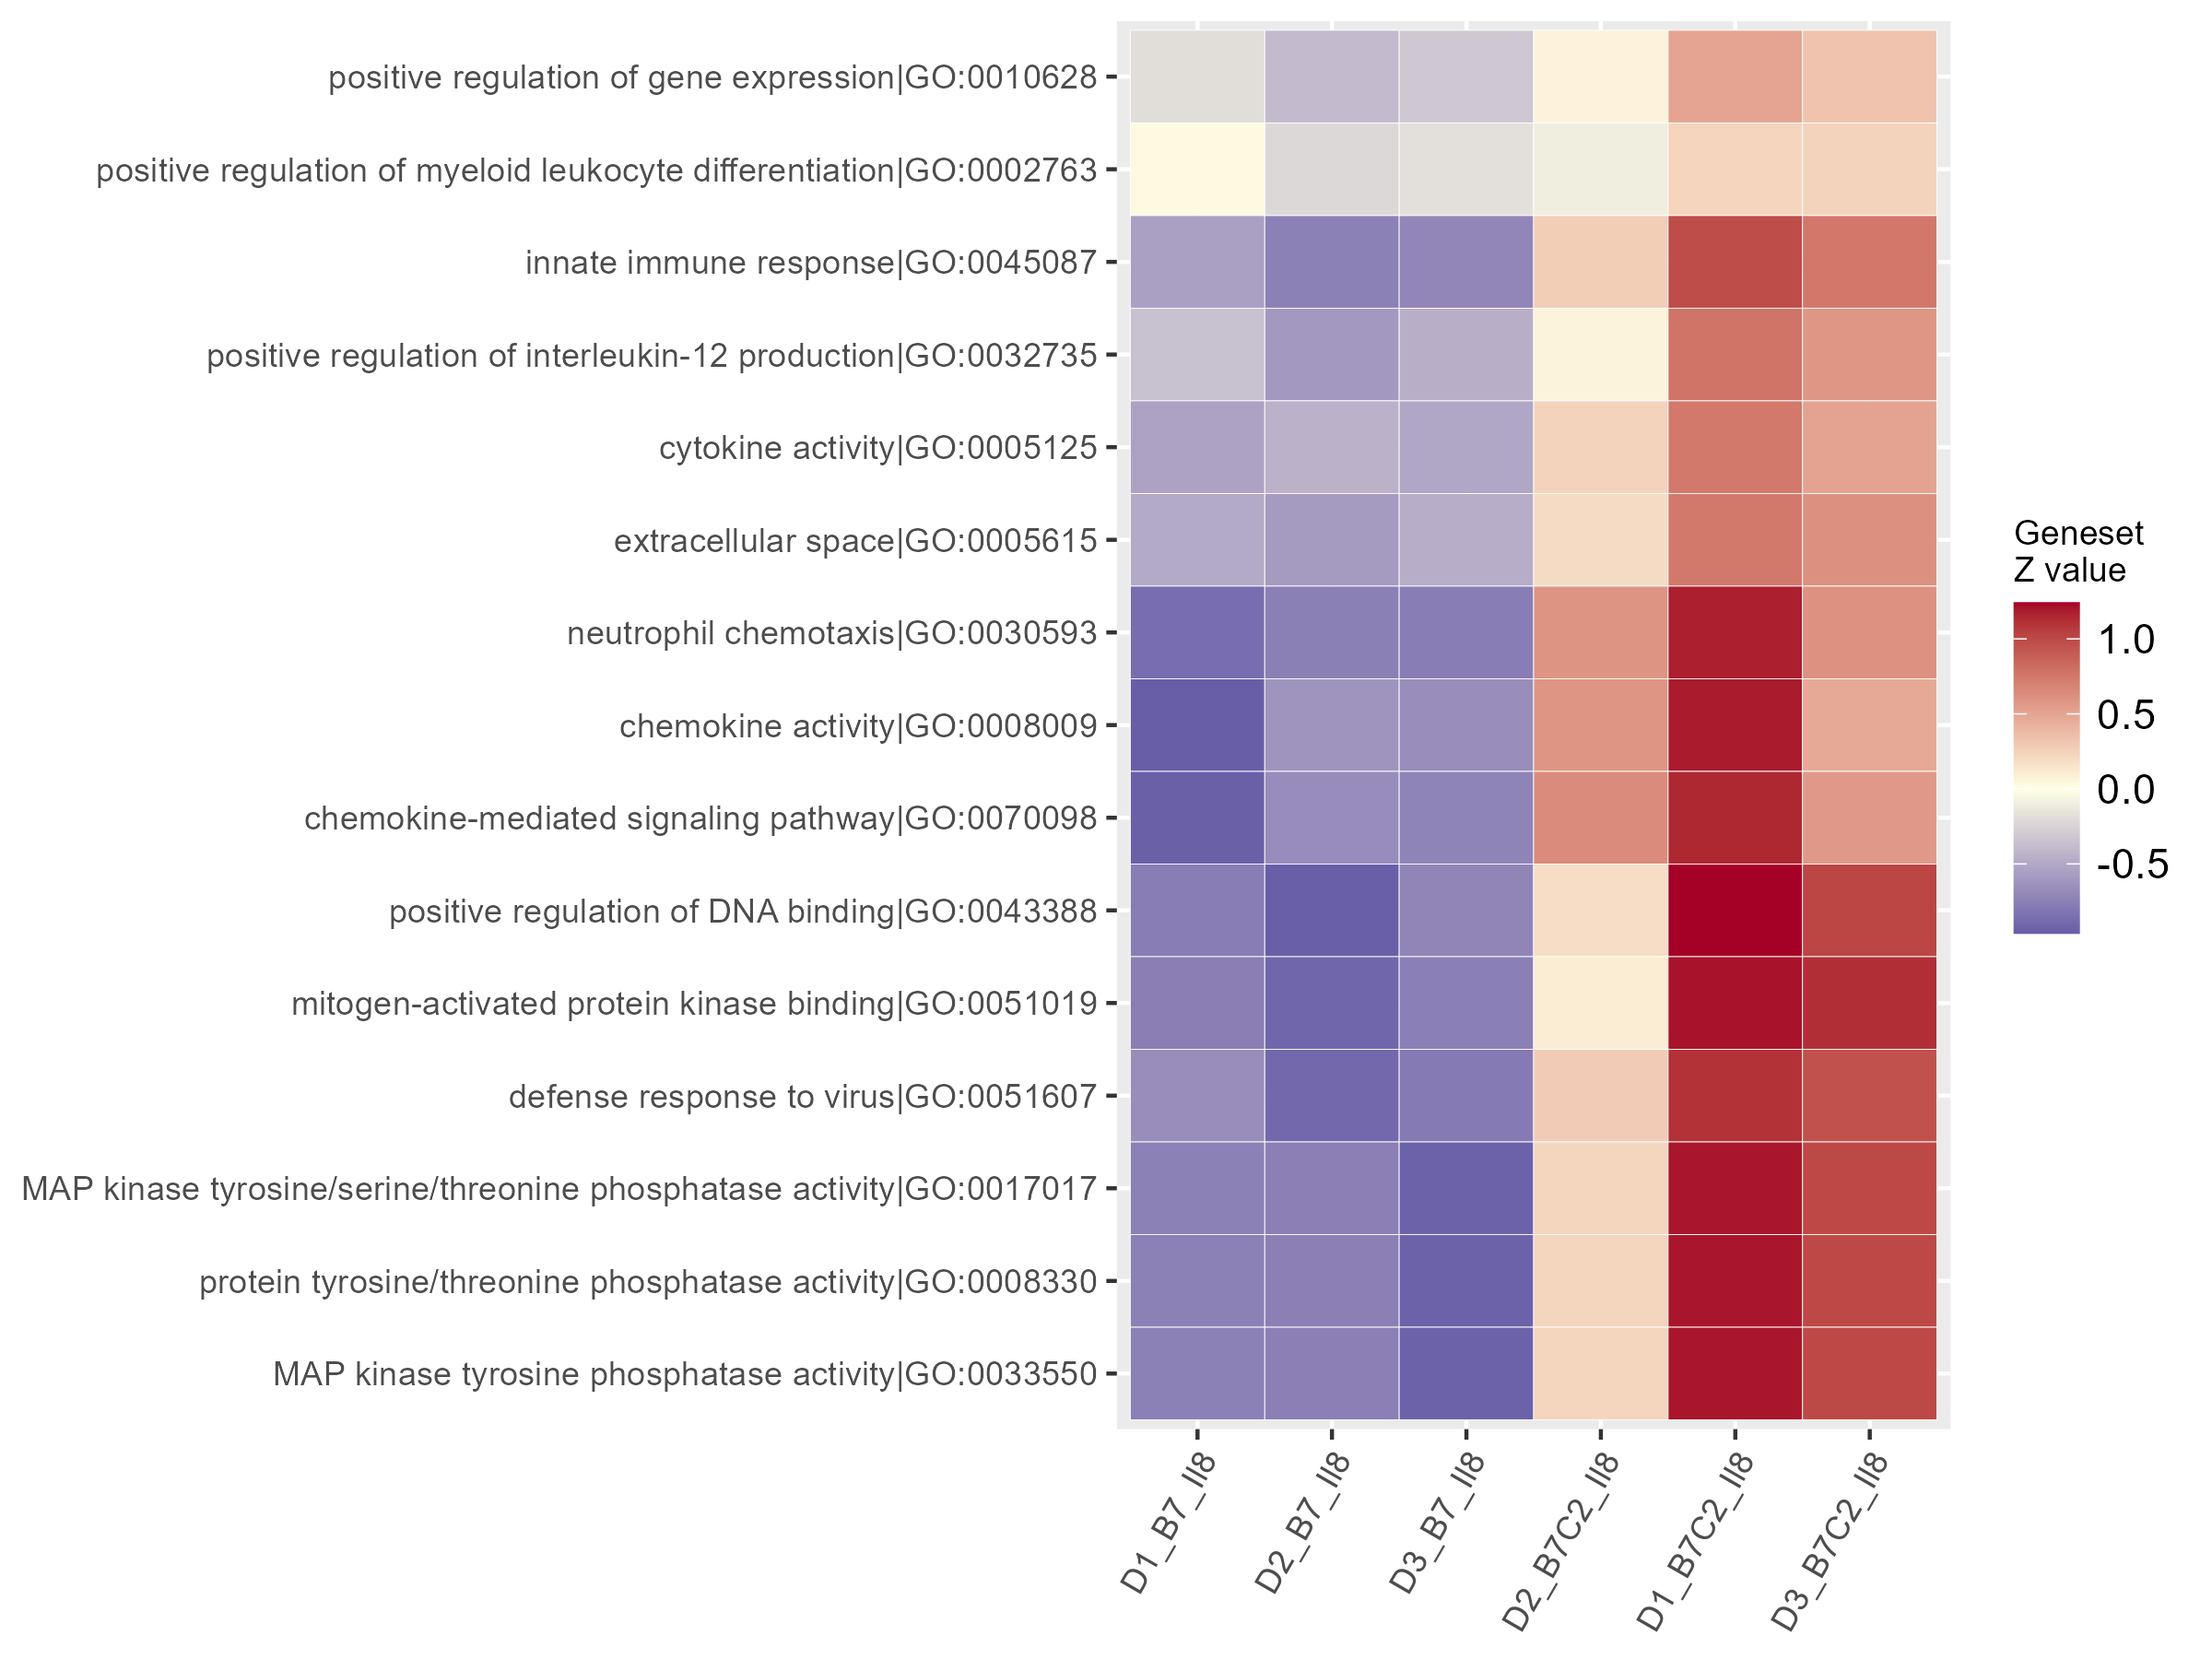 positive regulation of gene expression|GO:0010628
positive regulation of myeloid leukocyte differentiation|GO:0002763
innate immune response|GO:0045087
positive regulation of interleukin-12 production|GO:0032735
cytokine activity|GO:0005125
extracellular space|GO:0005615
neutrophil chemotaxis|GO:0030593
chemokine activity|GO:0008009
chemokine-mediated signaling pathway|GO:0070098
positive regulation of DNA binding|GO:0043388
mitogen-activated protein kinase binding|GO:0051019
defense response to virus|GO:0051607
MAP kinase tyrosine/serine/threonine phosphatase activity|GO:0017017
protein tyrosine/threonine phosphatase activity|GO:0008330
MAP kinase tyrosine phosphatase activity|GO:0033550
D1_B7_Il8
D2_B7_Il8
D3_B7_Il8
D2_B7C2_Il8
D1_B7C2_Il8
D3_B7C2_Il8
Geneset
Z value
1.0
0.5
0.0
-0.5